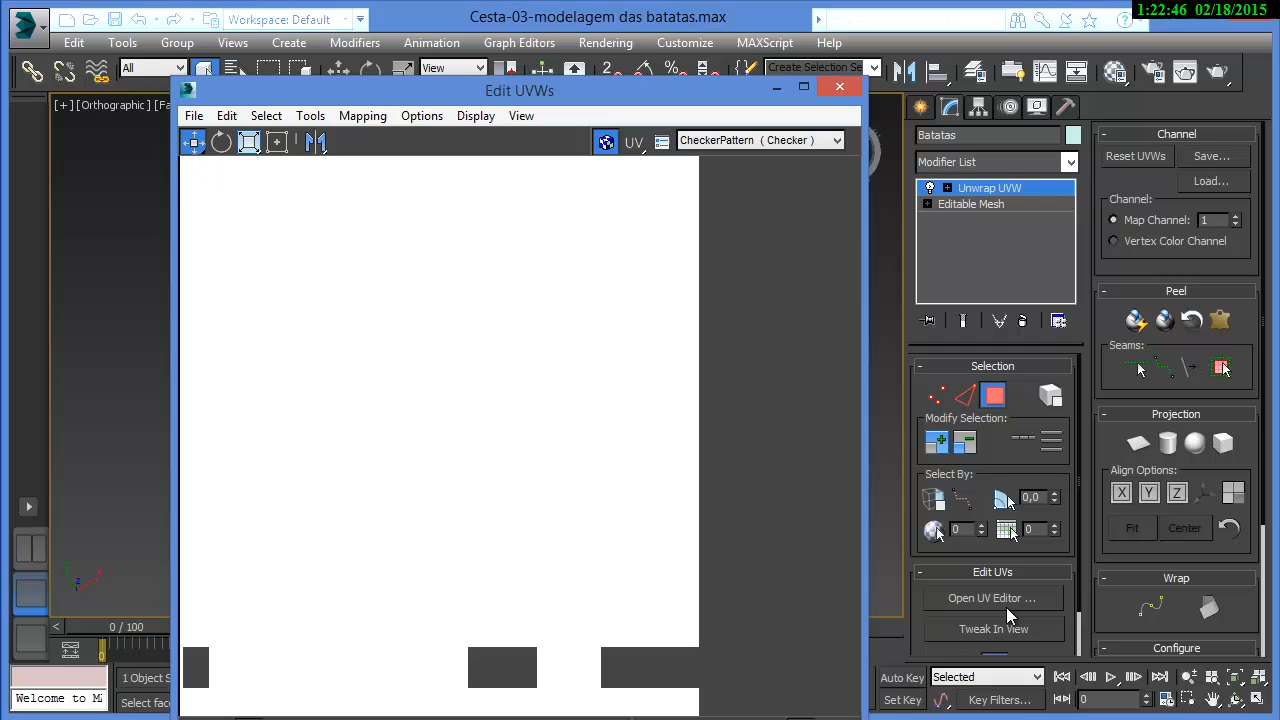 1:22:46 02/18/2015
Workspace: Default
Cesta-03-modelagem das batatas.max
Edit Tools Group Views Create Modifiers Animation Graph Editors Rendering Customize MAXScript Help
All
View
Create Selection Se
[+] [Orthographic]
Edit UVWs
File Edit Select Tools Mapping Options Display View
UV
CheckerPattern ( Checker )
Batatas
Modifier List
Unwrap UVW
Editable Mesh
Channel
Reset UVWs
Save...
Load...
Channel:
Map Channel: 1
Vertex Color Channel
Peel
Seams:
Selection
Modify Selection:
Select By:
0,0
0
0
Edit UVs
Open UV Editor ...
Tweak In View
Projection
Align Options:
X Y Z
Fit
Center
Wrap
Configure
0 / 100
0
1 Object S
Welcome to M
Select face
Auto Key
Selected
Set Key
Key Filters...
0